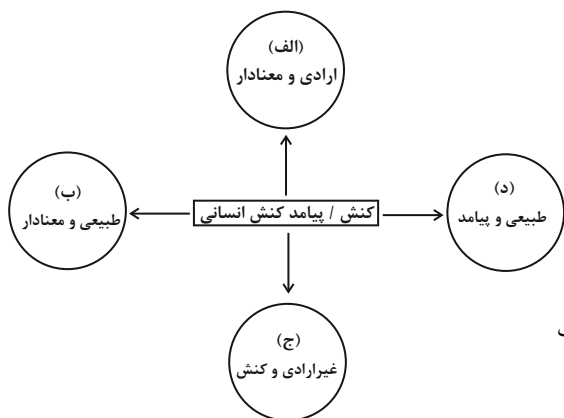 (الف)
ارادی و معنادار
(د)
طبیعی و پیامد
کنش / پیامد کنش انسانی
(ب)
طبیعی و معنادار
(ج)
غیرارادی و کنش